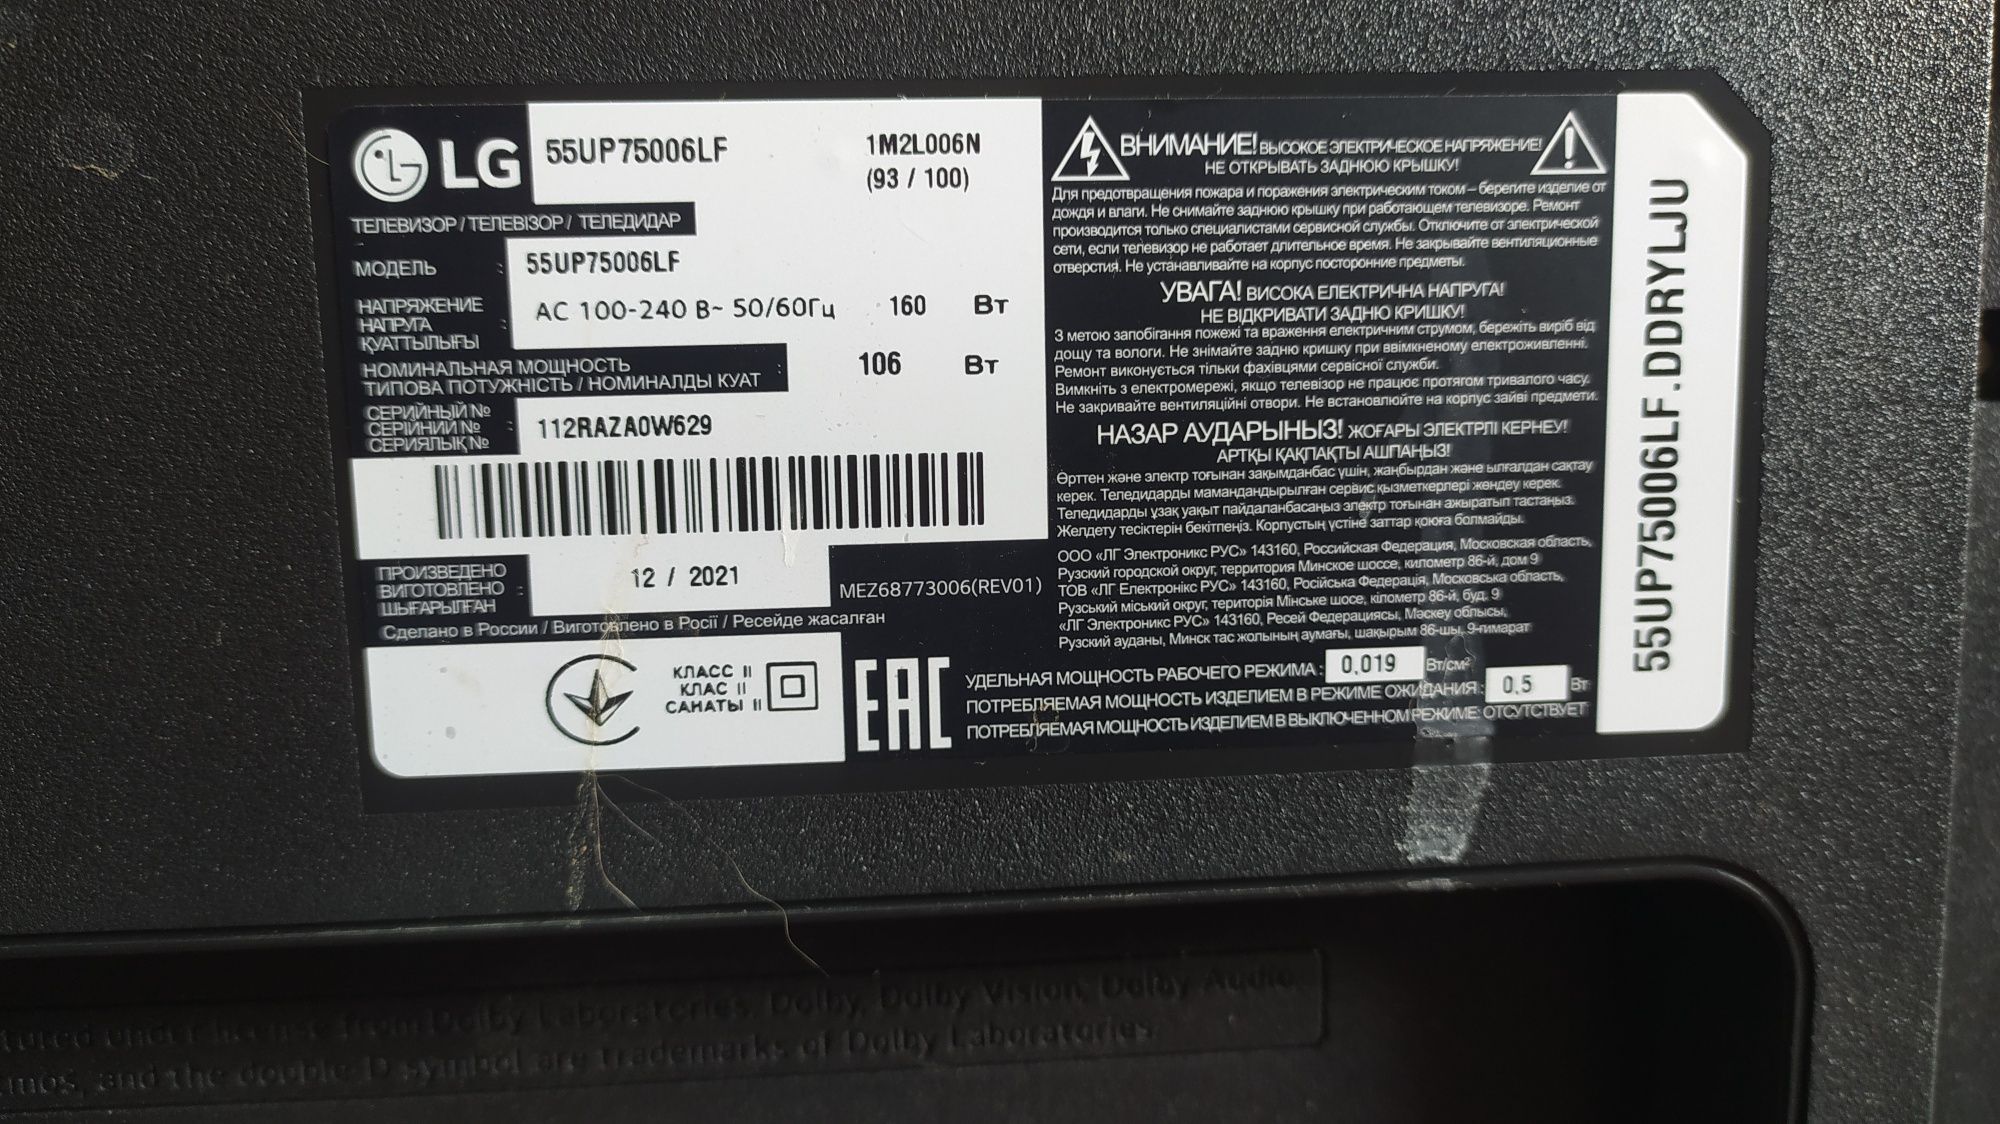 LG
55UP75006LF
1M2L006N
(93 / 100)
ТЕЛЕВИЗОР / ТЕЛЕВІЗОР / ТЕЛЕДИДАР
МОДЕЛЬ : 55UP75006LF
НАПРЯЖЕНИЕ
НАПРУГА
ҚУАТТЫЛЫҒЫ
: AC 100-240 В~ 50/60Гц 160 Вт
НОМИНАЛЬНАЯ МОЩНОСТЬ
ТИПОВА ПОТУЖНІСТЬ / НОМИНАЛДЫ ҚУАТ
: 106 Вт
СЕРИЙНЫЙ №
СЕРІЙНИЙ №
СЕРИЯЛЫҚ №
: 112RAZA0W629
ПРОИЗВЕДЕНО
ВИГОТОВЛЕНО
ШЫҒАРЫЛҒАН
: 12 / 2021
MEZ68773006(REV01)
Сделано в России / Виготовлено в Росії / Ресейде жасалған
КЛАСС II
КЛАС II
САНАТЫ II
EAC
ВНИМАНИЕ! ВЫСОКОЕ ЭЛЕКТРИЧЕСКОЕ НАПРЯЖЕНИЕ!
НЕ ОТКРЫВАТЬ ЗАДНЮЮ КРЫШКУ!
Для предотвращения пожара и поражения электрическим током – берегите изделие от
дождя и влаги. Не снимайте заднюю крышку при работающем телевизоре. Ремонт
производится только специалистами сервисной службы. Отключите от электрической
сети, если телевизор не работает длительное время. Не закрывайте вентиляционные
отверстия. Не устанавливайте на корпус посторонние предметы.
УВАГА! ВИСОКА ЕЛЕКТРИЧНА НАПРУГА!
НЕ ВІДКРИВАТИ ЗАДНЮ КРИШКУ!
З метою запобігання пожежі та враження електричним струмом, бережіть виріб від
дощу та вологи. Не знімайте задню кришку при ввімкненому електроживленні.
Ремонт виконується тільки фахівцями сервісної служби.
Вимкніть з електромережі, якщо телевізор не працює протягом тривалого часу.
Не закривайте вентиляційні отвори. Не встановлюйте на корпус зайві предмети.
НАЗАР АУДАРЫНЫЗ! ЖОҒАРЫ ЭЛЕКТРЛІ КЕРНЕУ!
АРТҚЫ ҚАҚПАҚТЫ АШПАҢЫЗ!
Өрттен және электр тоғынан зақымданбас үшін, жаңбырдан және ылғалдан сақтау
керек. Теледидарды мамандандырылған сервис қызметкерлері жөндеу керек.
Теледидарды ұзақ уақыт пайдаланбасаңыз электр тоғынан ажыратып тастаңыз.
Желдету тесіктерін бекітпеңіз. Корпустың үстіне заттар қоюға болмайды.
ООО «ЛГ Электроникс РУС» 143160, Российская Федерация, Московская область,
Рузский городской округ, территория Минское шоссе, километр 86-й, дом 9
ТОВ «ЛГ Електронікс РУС» 143160, Російська Федерація, Московська область,
Рузський міський округ, територія Мінське шосе, кілометр 86-й, буд. 9
«ЛГ Электроникс РУС» 143160, Ресей Федерациясы, Мәскеу облысы,
Рузский ауданы, Минск тас жолының аумағы, шақырым 86-шы, 9-ғимарат
УДЕЛЬНАЯ МОЩНОСТЬ РАБОЧЕГО РЕЖИМА : 0,019 Вт/см²
ПОТРЕБЛЯЕМАЯ МОЩНОСТЬ ИЗДЕЛИЕМ В РЕЖИМЕ ОЖИДАНИЯ : 0,5 Вт
ПОТРЕБЛЯЕМАЯ МОЩНОСТЬ ИЗДЕЛИЕМ В ВЫКЛЮЧЕННОМ РЕЖИМЕ: ОТСУТСТВУЕТ
55UP75006LF.DDRYLJU
under license from Dolby Laboratories. Dolby, Dolby Vision, Dolby Audio
and the double-D symbol are trademarks of Dolby Laboratories